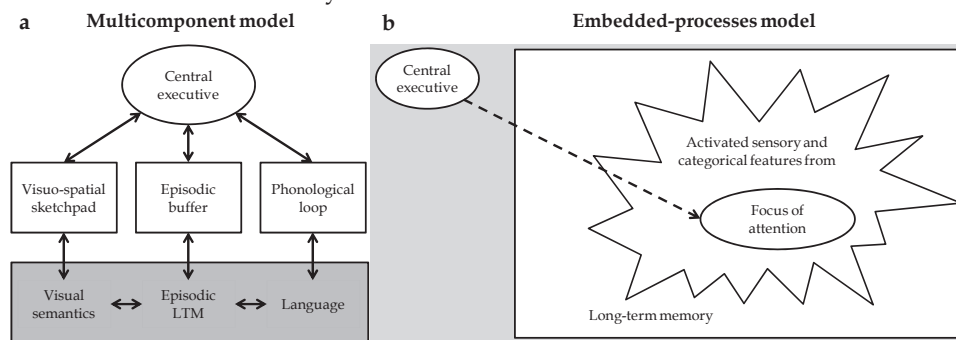 a
Multicomponent model
Central
executive
Visuo-spatial
sketchpad
Episodic
buffer
Phonological
loop
Visual
semantics
Episodic
LTM
Language
b
Embedded-processes model
Central
executive
Activated sensory and
categorical features from
Focus of
attention
Long-term memory